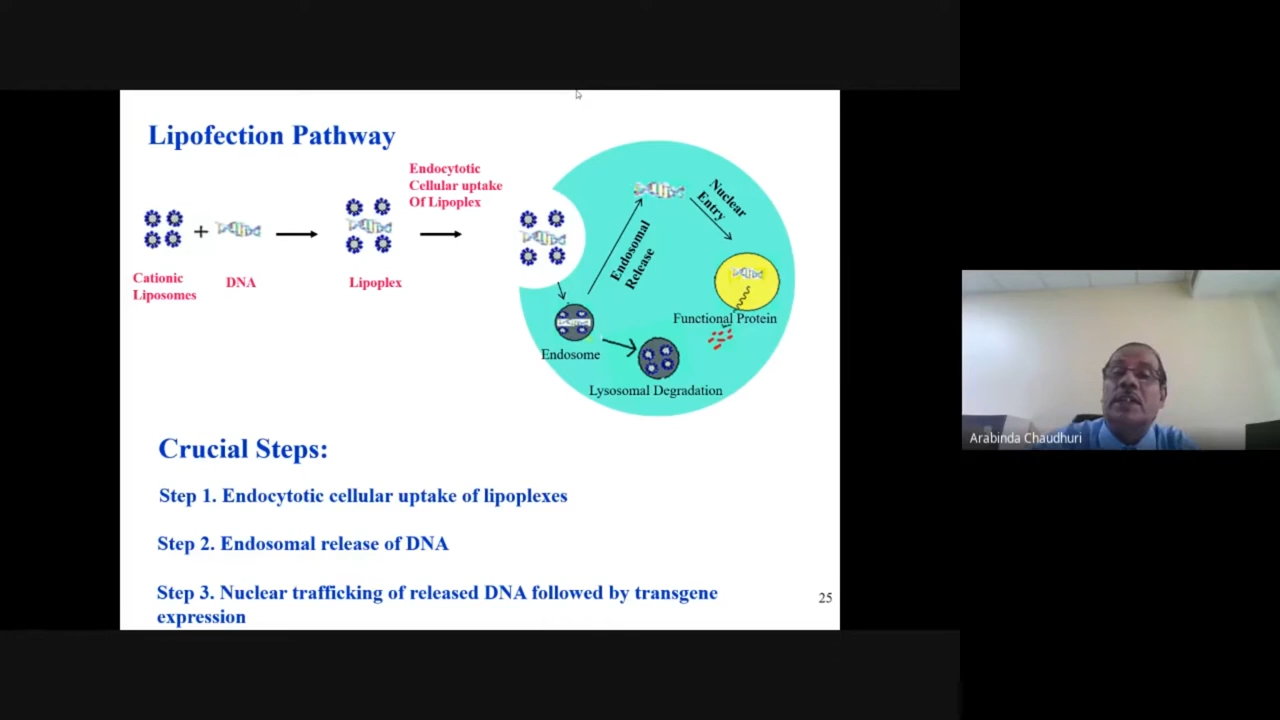 Lipofection Pathway
Endocytotic
Cellular uptake
Of Lipoplex
+
Cationic
Liposomes
DNA
Lipoplex
Nuclear
Entry
Endosomal
Release
Functional Protein
Endosome
Lysosomal Degradation
Arabinda Chaudhuri
Crucial Steps:
Step 1. Endocytotic cellular uptake of lipoplexes
Step 2. Endosomal release of DNA
Step 3. Nuclear trafficking of released DNA followed by transgene
expression
25